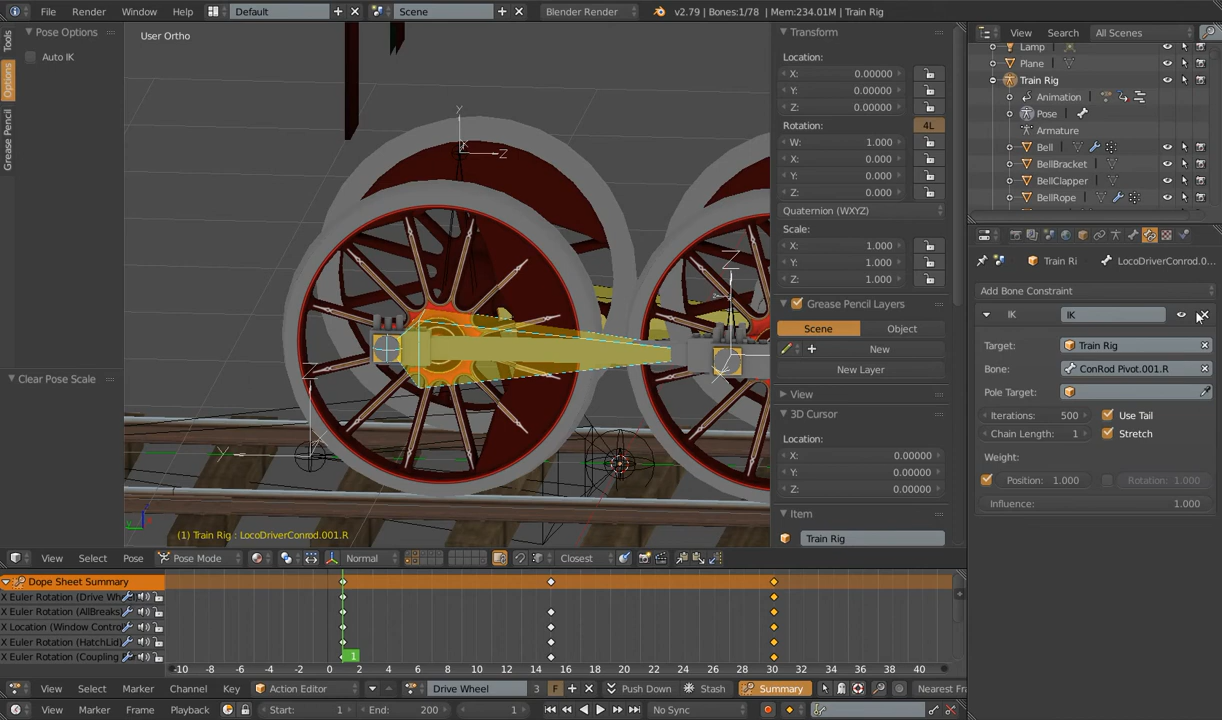 File Render Window Help Default Scene Blender Render v2.79 | Bones:1/78 | Mem:234.01M | Train Rig
Tools
Options
Grease Pencil
Pose Options
Auto IK
Clear Pose Scale
User Ortho
Y
Z
Z
Z
Y
(1) Train Rig : LocoDriverConrod.001.R
View Select Pose Pose Mode Normal Closest
Transform
Location:
X: 0.00000
Y: 0.00000
Z: 0.00000
Rotation: 4L
W: 1.000
X: 0.000
Y: 0.000
Z: 0.000
Quaternion (WXYZ)
Scale:
X: 1.000
Y: 1.000
Z: 1.000
Grease Pencil Layers
Scene Object
New
New Layer
View
3D Cursor
Location:
X: 0.00000
Y: 0.00000
Z: 0.00000
Item
Train Rig
View Search All Scenes
Lamp
Plane
Train Rig
Animation
Pose
Armature
Bell
BellBracket
BellClapper
BellRope
Train Ri LocoDriverConrod.0...
Add Bone Constraint
IK IK
Target: Train Rig
Bone: ConRod Pivot.001.R
Pole Target:
Iterations: 500 Use Tail
Chain Length: 1 Stretch
Weight:
Position: 1.000 Rotation: 1.000
Influence: 1.000
Dope Sheet Summary
X Euler Rotation (Drive Wh
X Euler Rotation (AllBreaks)
X Location (Window Contro
X Euler Rotation (HatchLid)
X Euler Rotation (Coupling
1
-10 -8 -6 -4 -2 0 2 4 6 8 10 12 14 16 18 20 22 24 26 28 30 32 34 36 38 40
View Select Marker Channel Key Action Editor Drive Wheel 3 F Push Down Stash Summary Nearest Fra
View Marker Frame Playback Start: 1 End: 200 1 No Sync